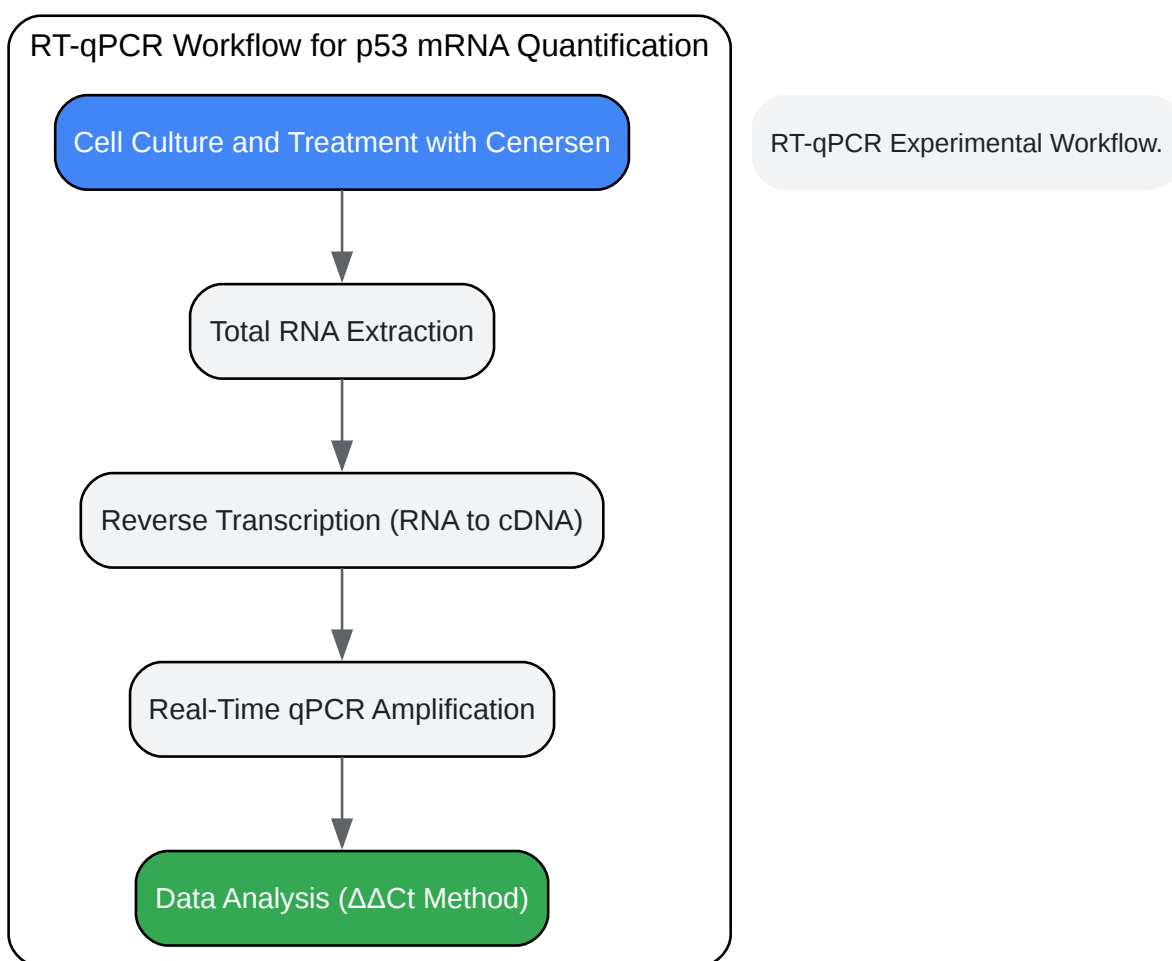 RT-qPCR Workflow for p53 mRNA Quantification
Cell Culture and Treatment with Cenersen
RT-qPCR Experimental Workflow.
Total RNA Extraction
Reverse Transcription (RNA to cDNA)
Real-Time qPCR Amplification
Data Analysis (ΔΔCt Method)